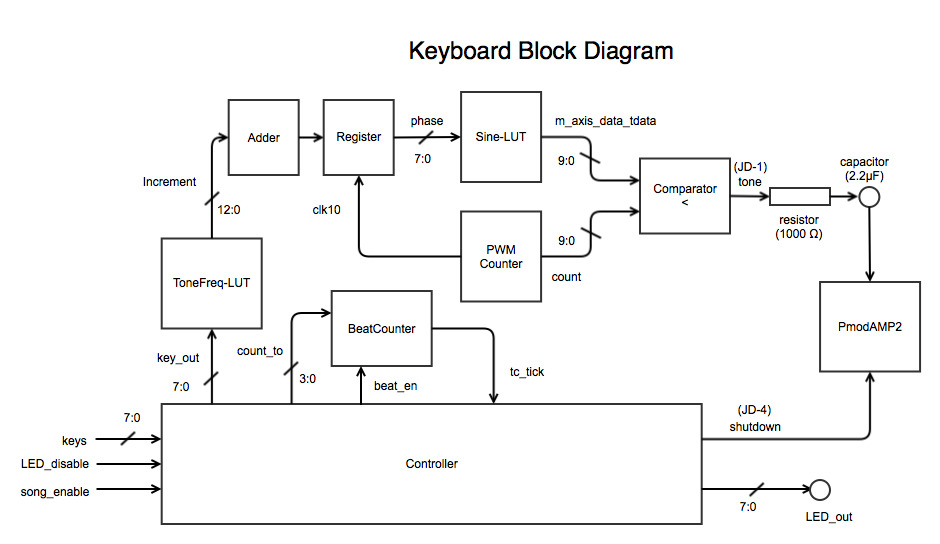 Keyboard Block Diagram
Adder
Register
phase
7:0
Sine-LUT
m_axis_data_tdata
9:0
Comparator
<
(JD-1)
tone
resistor
(1000 Ω)
capacitor
(2.2µF)
Increment
12:0
clk10
PWM
Counter
9:0
count
ToneFreq-LUT
BeatCounter
PmodAMP2
key_out
7:0
count_to
3:0
beat_en
tc_tick
7:0
keys
LED_disable
song_enable
Controller
(JD-4)
shutdown
7:0
LED_out